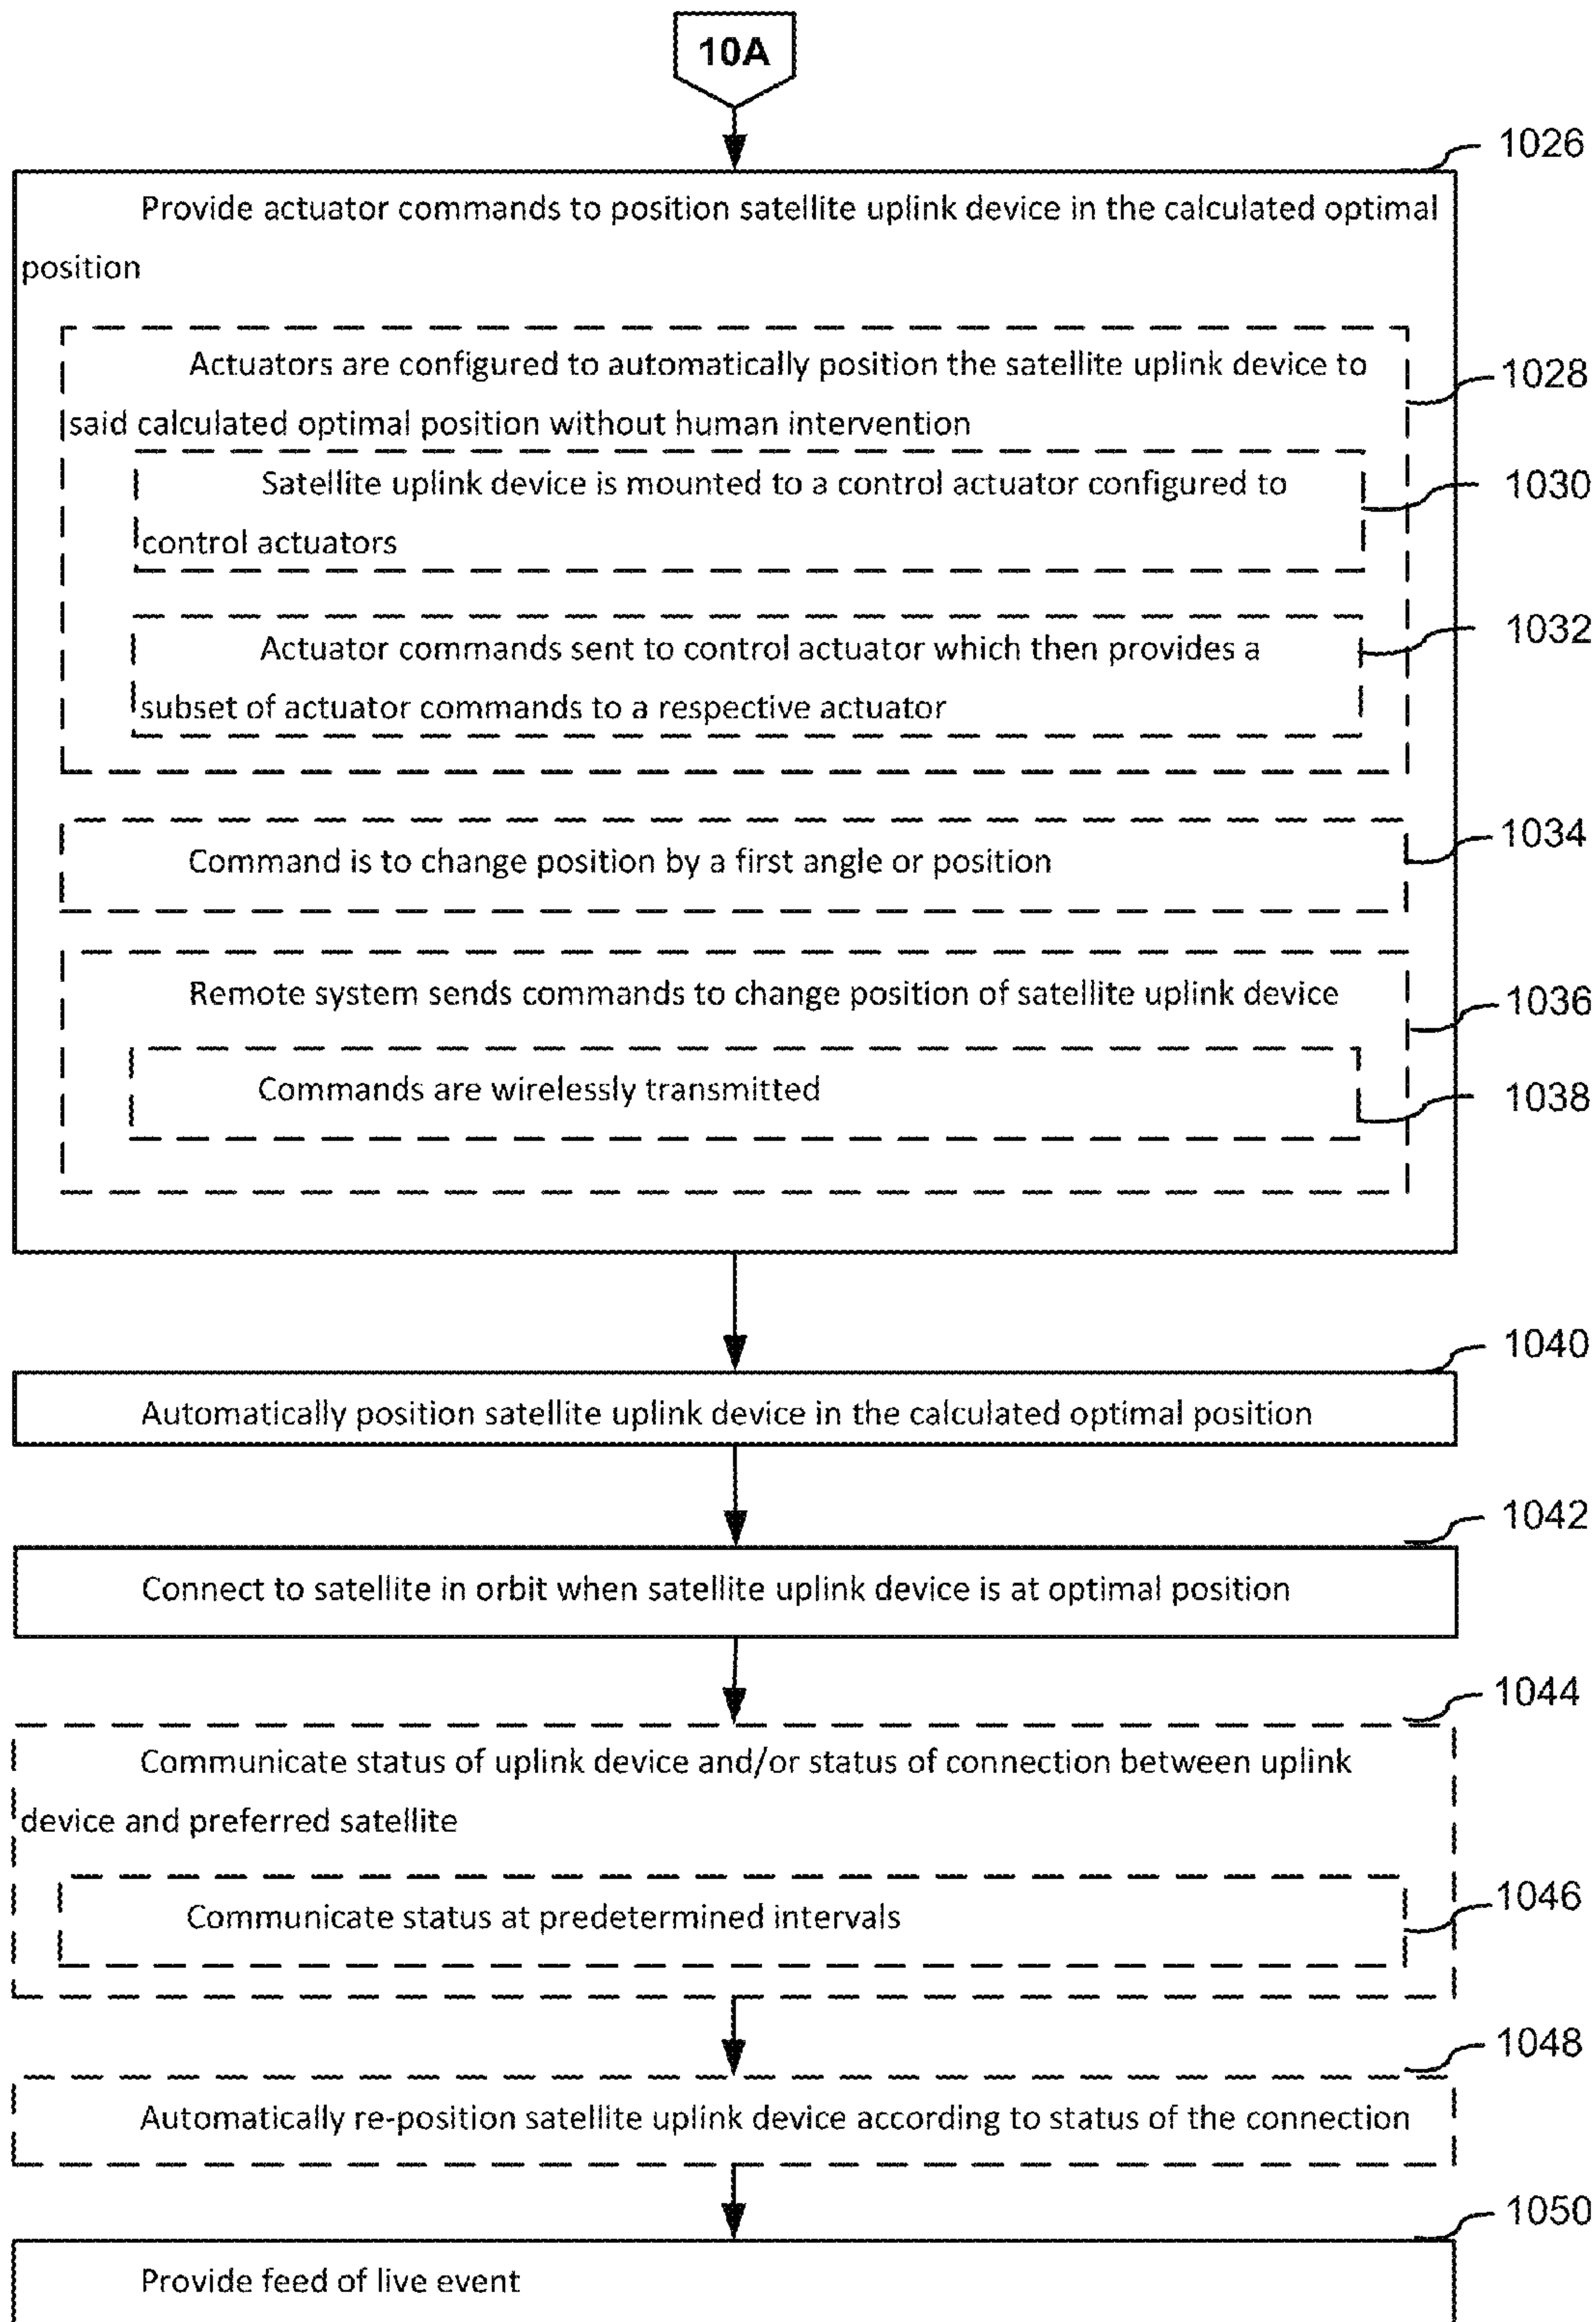 10A
1026
Provide actuator commands to position satellite uplink device in the calculated optimal
position
Actuators are configured to automatically position the satellite uplink device to
said calculated optimal position without human intervention
1028
Satellite uplink device is mounted to a control actuator configured to
control actuators
1030
Actuator commands sent to control actuator which then provides a
subset of actuator commands to a respective actuator
1032
Command is to change position by a first angle or position
1034
Remote system sends commands to change position of satellite uplink device
1036
Commands are wirelessly transmitted
1038
1040
Automatically position satellite uplink device in the calculated optimal position
1042
Connect to satellite in orbit when satellite uplink device is at optimal position
1044
Communicate status of uplink device and/or status of connection between uplink
device and preferred satellite
1046
Communicate status at predetermined intervals
1048
Automatically re-position satellite uplink device according to status of the connection
1050
Provide feed of live event